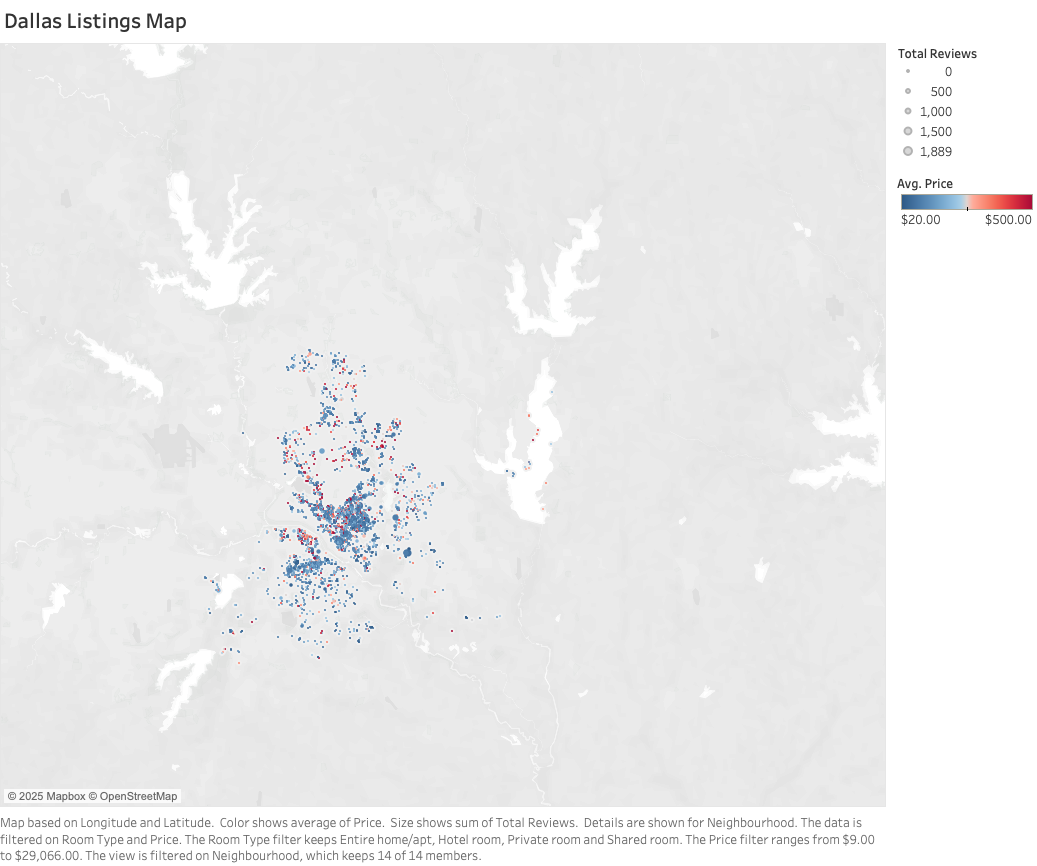 Dallas Listings Map
Total Reviews
0
500
1,000
1,500
1,889
Avg. Price
$20.00 $500.00
© 2025 Mapbox © OpenStreetMap
Map based on Longitude and Latitude.  Color shows average of Price.  Size shows sum of Total Reviews.  Details are shown for Neighbourhood. The data is
filtered on Room Type and Price. The Room Type filter keeps Entire home/apt, Hotel room, Private room and Shared room. The Price filter ranges from $9.00
to $29,066.00. The view is filtered on Neighbourhood, which keeps 14 of 14 members.